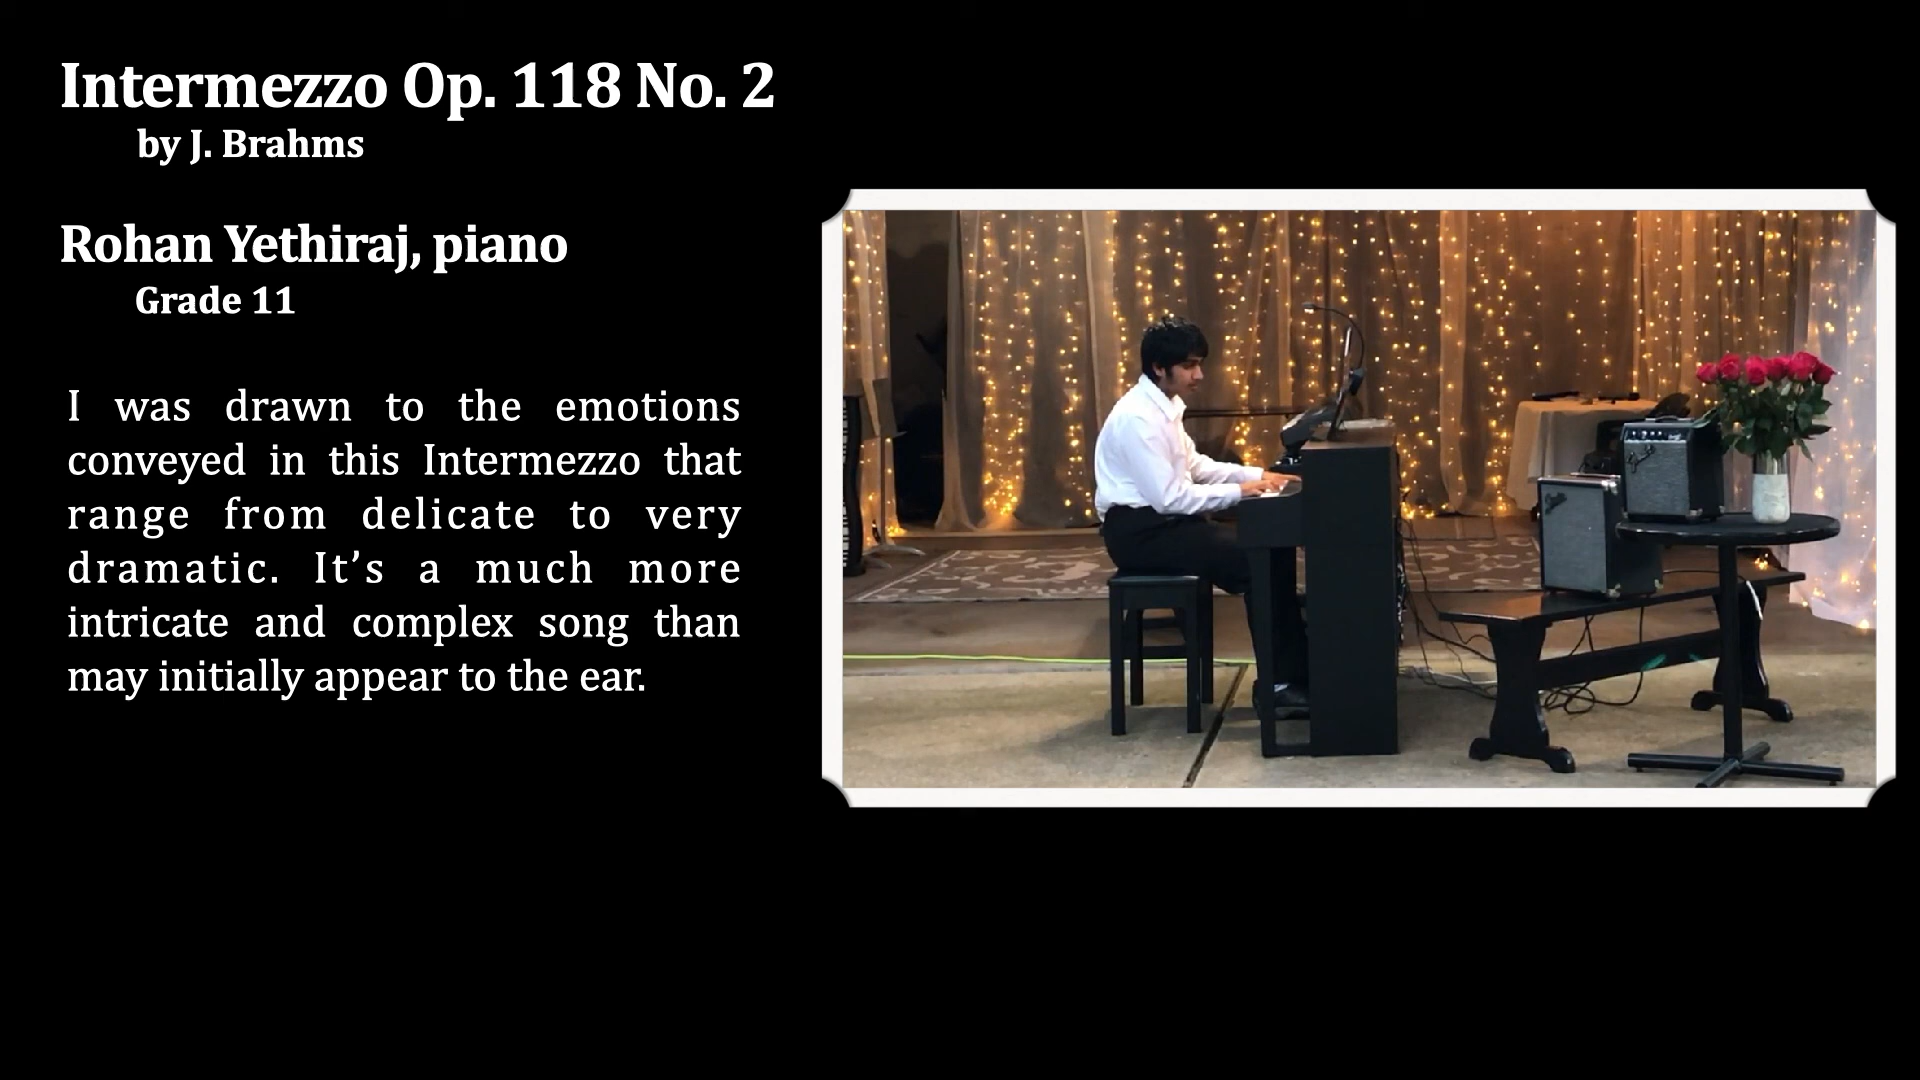 Intermezzo Op. 118 No. 2
by J. Brahms
Rohan Yethiraj, piano
Grade 11
I was drawn to the emotions
conveyed in this Intermezzo that
range from delicate to very
dramatic. It’s a much more
intricate and complex song than
may initially appear to the ear.